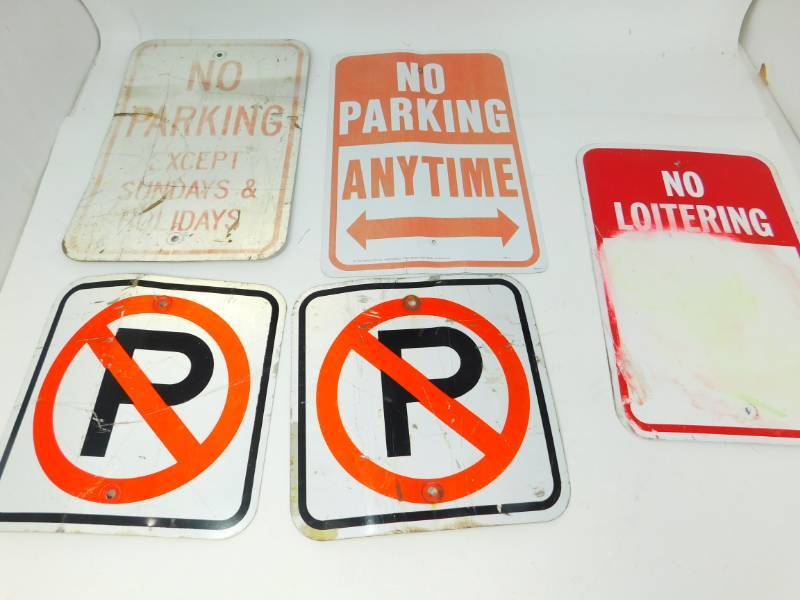 NO
PARKING
EXCEPT
SUNDAYS &
HOLIDAYS
NO
PARKING
ANYTIME
NO
LOITERING
P
P